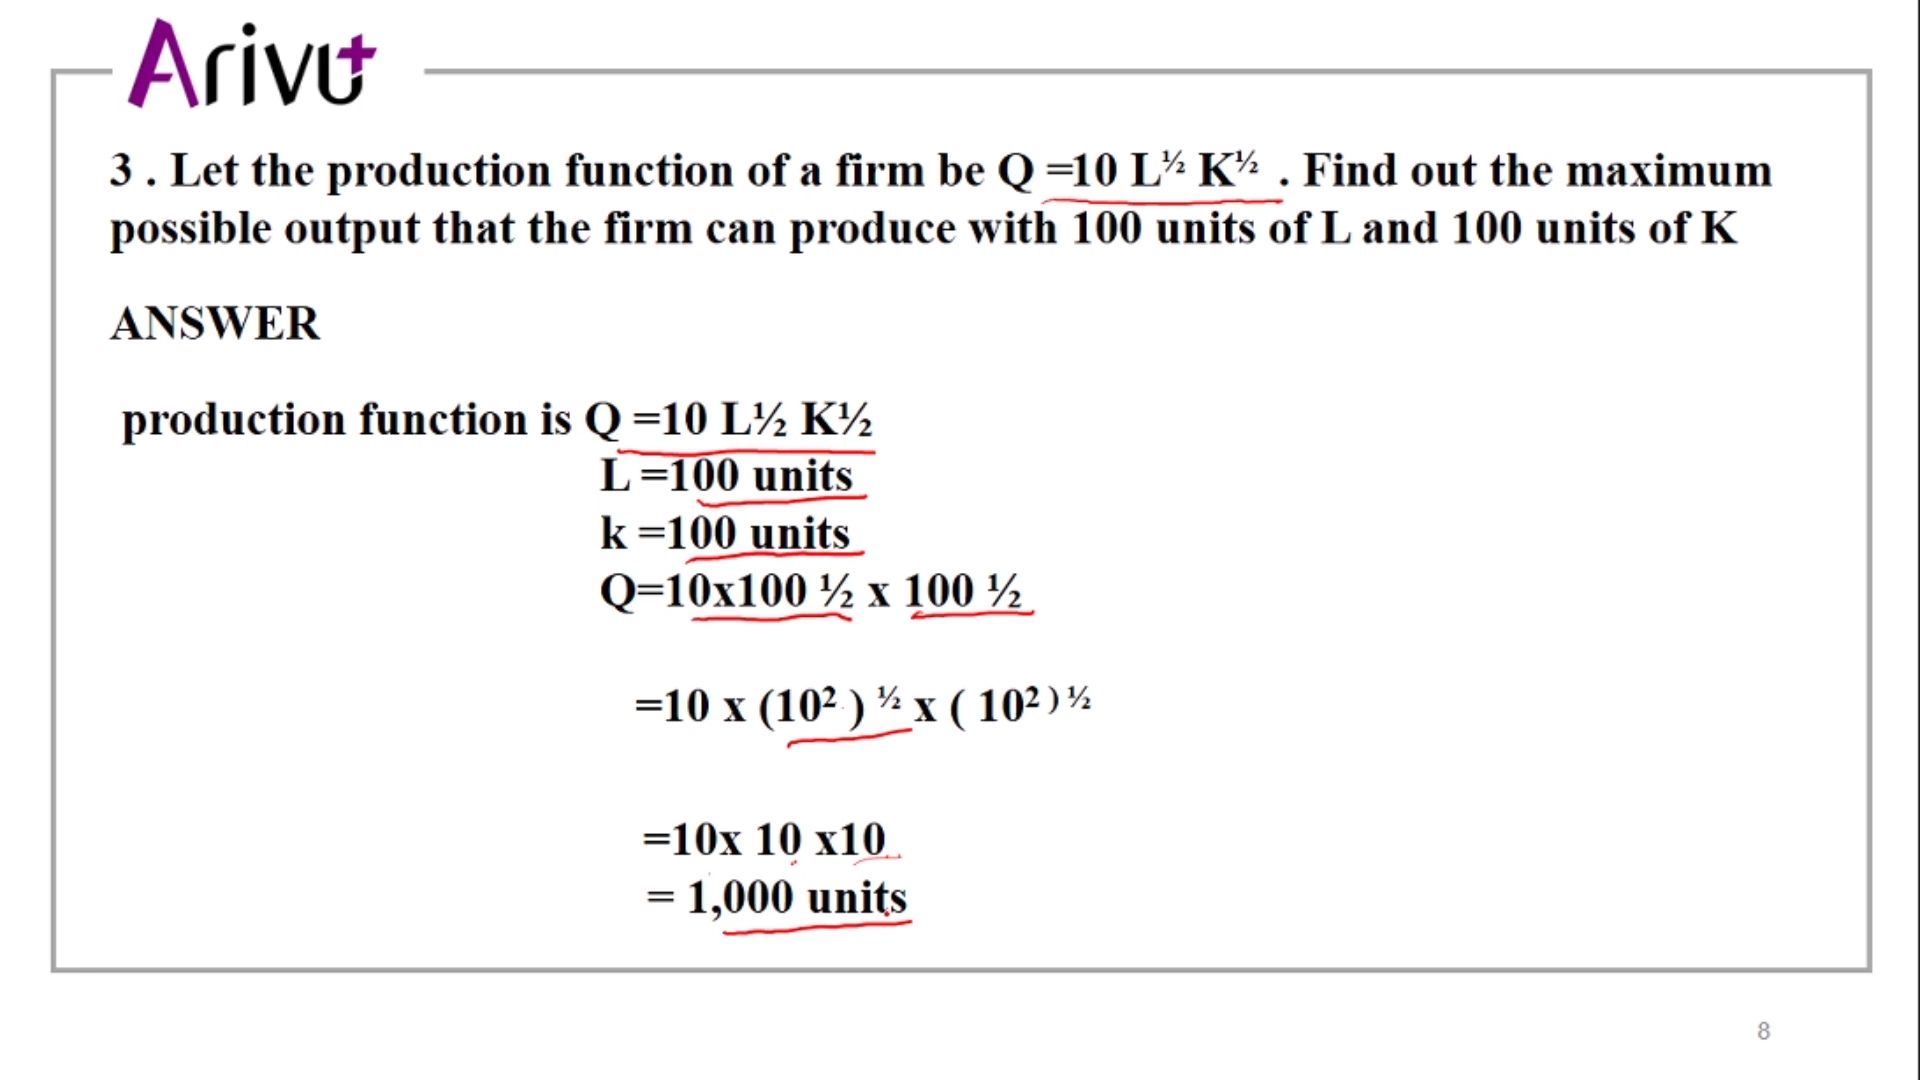 Arivu+
3 . Let the production function of a firm be Q =10 L½ K½ . Find out the maximum
possible output that the firm can produce with 100 units of L and 100 units of K
ANSWER
production function is Q =10 L½ K½
L =100 units
k =100 units
Q=10x100 ½ x 100 ½
=10 x (10² ) ½ x ( 10² ) ½
=10x 10 x10
= 1,000 units
8